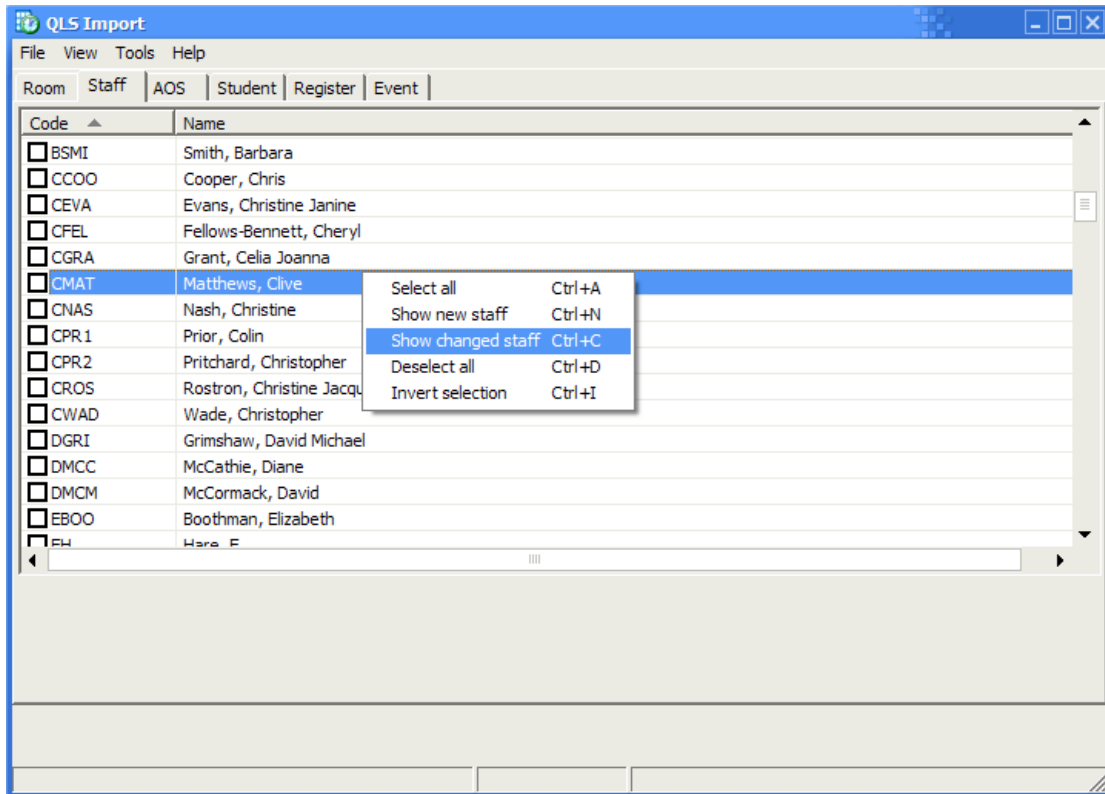 QLS Import
File View Tools Help
Room Staff AOS Student Register Event
Code Name
BSMI Smith, Barbara
CCOO Cooper, Chris
CEVA Evans, Christine Janine
CFEL Fellows-Bennett, Cheryl
CGRA Grant, Celia Joanna
CMAT Matthews, Clive
CNAS Nash, Christine
CPR1 Prior, Colin
CPR2 Pritchard, Christopher
CROS Rostron, Christine Jacqu
CWAD Wade, Christopher
DGRI Grimshaw, David Michael
DMCC McCathie, Diane
DMCM McCormack, David
EBOO Boothman, Elizabeth
EH Hare, E
Select all Ctrl+A
Show new staff Ctrl+N
Show changed staff Ctrl+C
Deselect all Ctrl+D
Invert selection Ctrl+I